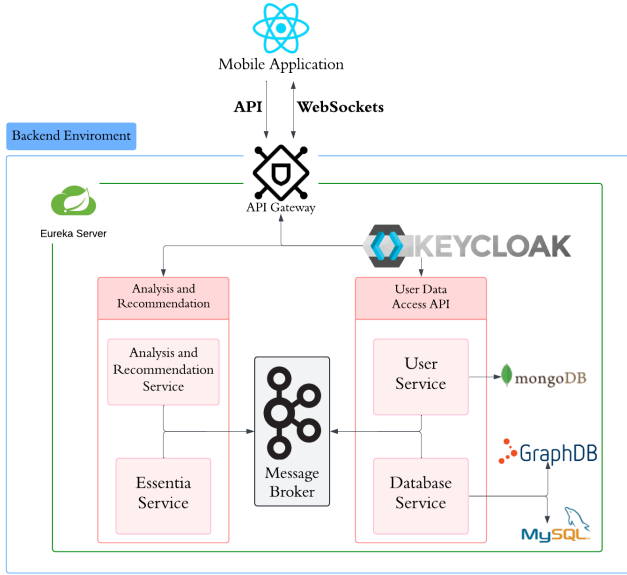 Mobile Application
API
WebSockets
Backend Enviroment
API Gateway
Eureka Server
KEYCLOAK
Analysis and
Recommendation
User Data
Access API
Analysis and
Recommendation
Service
User
Service
mongoDB
Message
Broker
Essentia
Service
Database
Service
GraphDB
MySQL